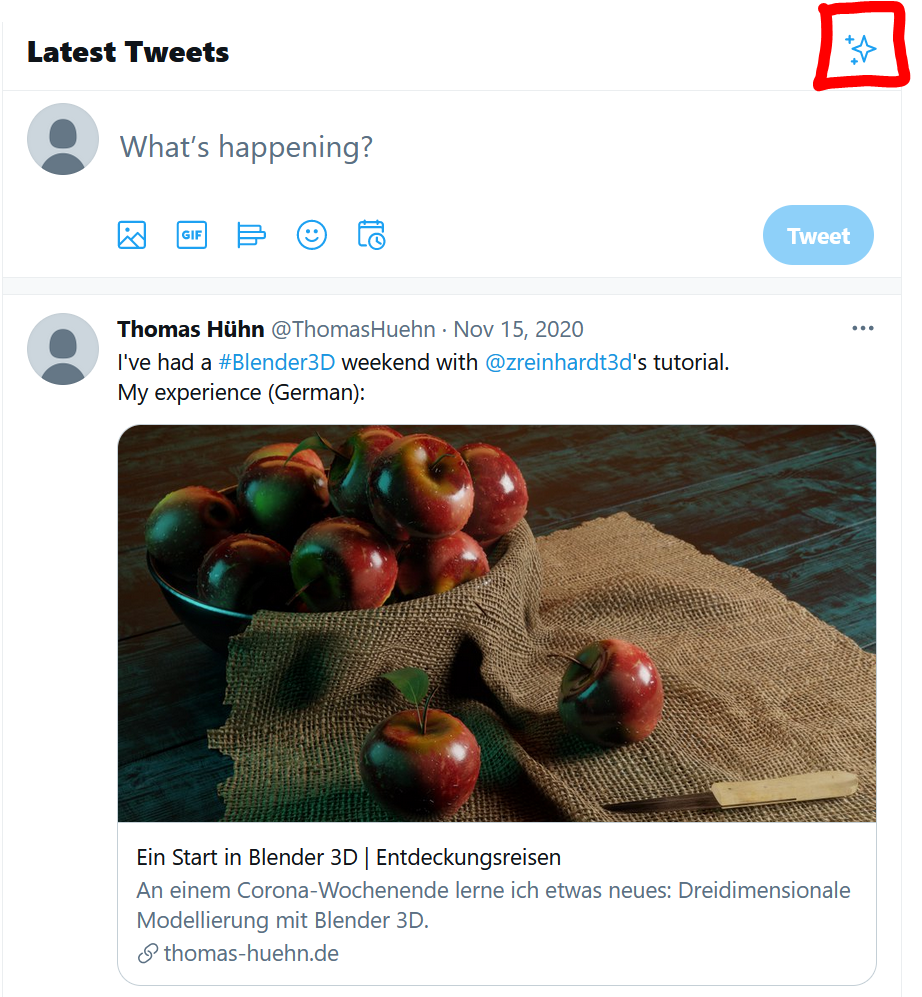 Latest Tweets
What’s happening?
GIF
Tweet
Thomas Hühn @ThomasHuehn · Nov 15, 2020
I've had a #Blender3D weekend with @zreinhardt3d's tutorial.
My experience (German):
Ein Start in Blender 3D | Entdeckungsreisen
An einem Corona-Wochenende lerne ich etwas neues: Dreidimensionale
Modellierung mit Blender 3D.
thomas-huehn.de